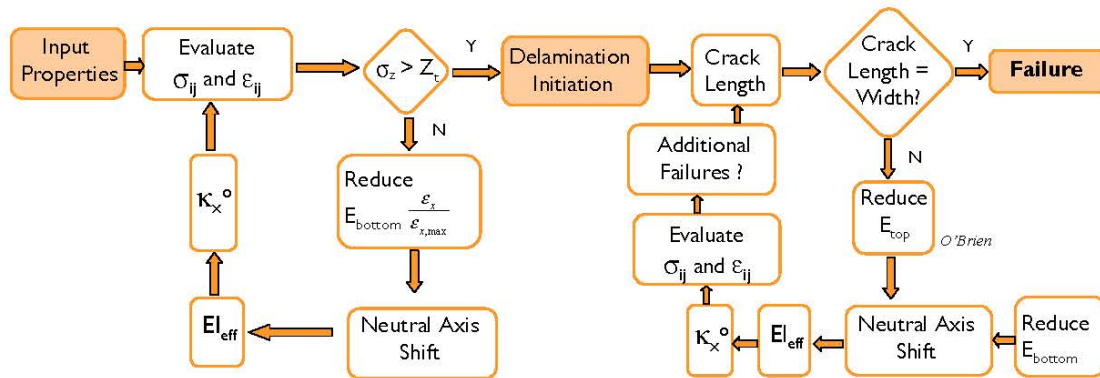 Input
Properties
Evaluate
σij and εij
σz > Zt
Y
Delamination
Initiation
Crack
Length
Crack
Length =
Width?
Y
Failure
N
N
κx°
Reduce
Ebottom εx/εx,max
Additional
Failures ?
Reduce
Etop
O'Brien
Evaluate
σij and εij
EIeff
Neutral Axis
Shift
κx°
EIeff
Neutral Axis
Shift
Reduce
Ebottom